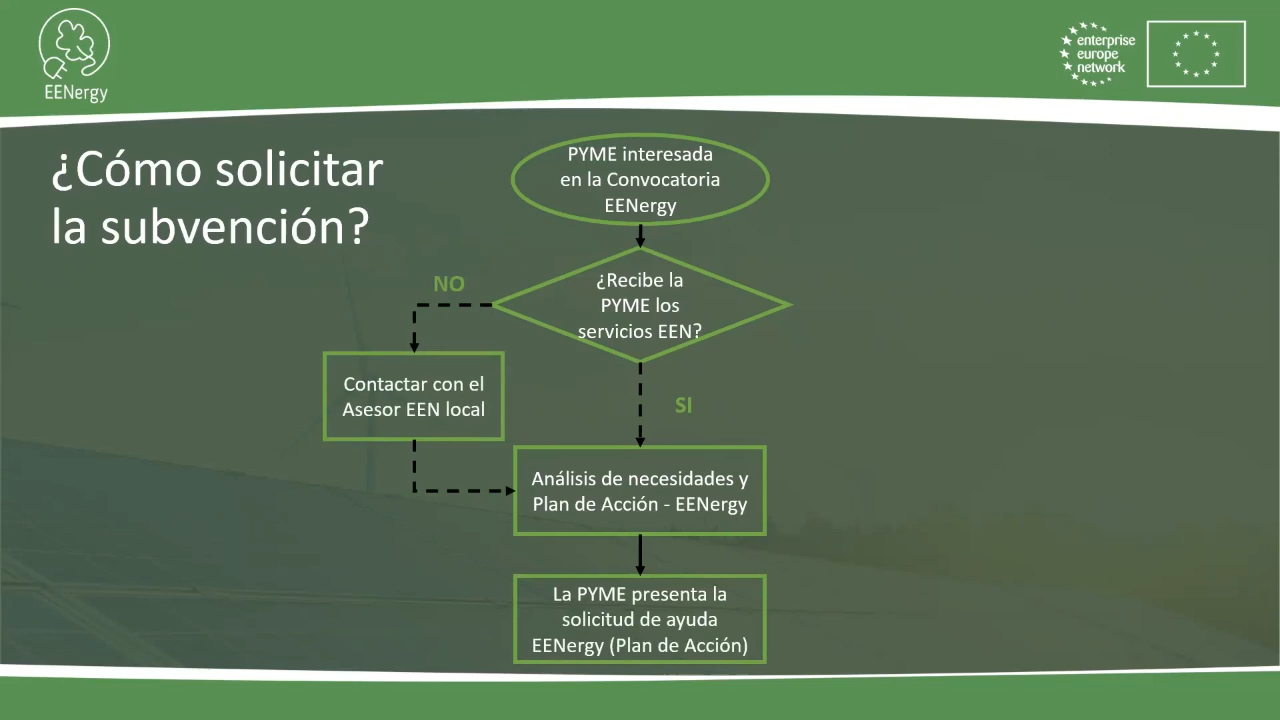 EENergy
enterprise
europe
network
¿Cómo solicitar
la subvención?
PYME interesada
en la Convocatoria
EENergy
¿Recibe la
PYME los
servicios EEN?
NO
Contactar con el
Asesor EEN local
SI
Análisis de necesidades y
Plan de Acción - EENergy
La PYME presenta la
solicitud de ayuda
EENergy (Plan de Acción)